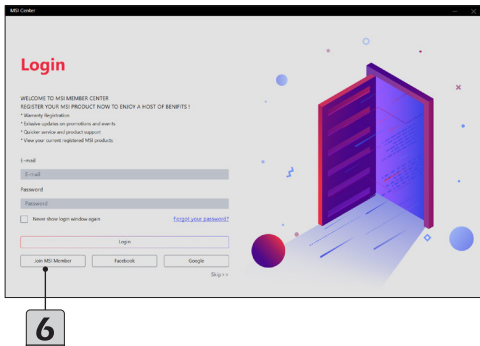 MSI Center
Login
WELCOME TO MSI MEMBER CENTER
REGISTER YOUR MSI PRODUCT NOW TO ENJOY A HOST OF BENIFITS !
* Warranty Registration
* Exlusive updates on promotions and events
* Quicker service and product support
* View your current registered MSI products
E-mail
E-mail
Password
Password
Never show login window again
Forgot your password?
Login
Join MSI Member
Facebook
Google
Skip>>
6